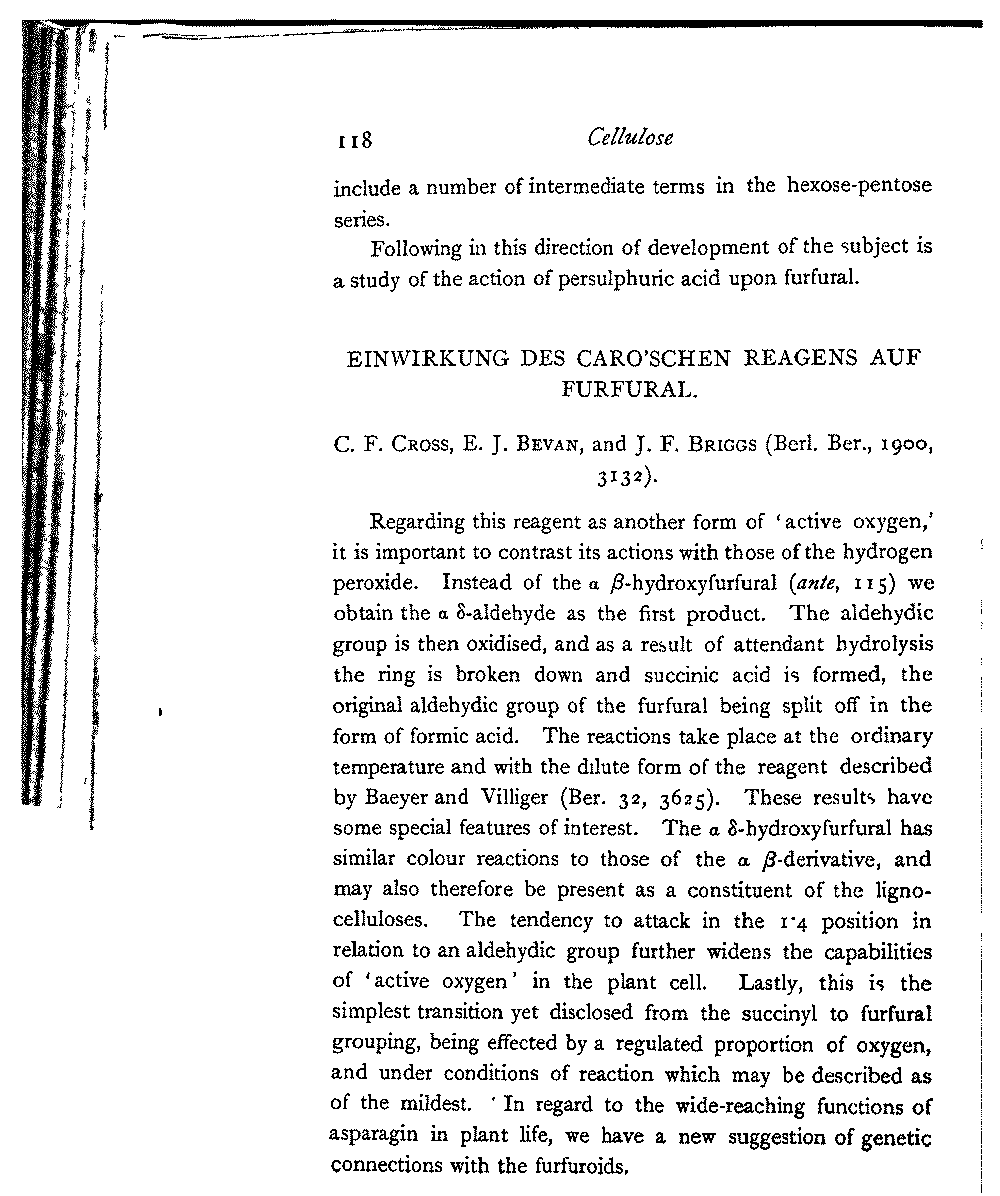 118 Cellulose
include a number of intermediate terms in the hexose-pentose
series.
Following in this direction of development of the subject is
a study of the action of persulphuric acid upon furfural.
EINWIRKUNG DES CARO'SCHEN REAGENS AUF
FURFURAL.
C. F. CROSS, E. J. BEVAN, and J. F. BRIGGS (Berl. Ber., 1900,
3132).
Regarding this reagent as another form of 'active oxygen,'
it is important to contrast its actions with those of the hydrogen
peroxide. Instead of the α β-hydroxyfurfural (ante, 115) we
obtain the α δ-aldehyde as the first product. The aldehydic
group is then oxidised, and as a result of attendant hydrolysis
the ring is broken down and succinic acid is formed, the
original aldehydic group of the furfural being split off in the
form of formic acid. The reactions take place at the ordinary
temperature and with the dilute form of the reagent described
by Baeyer and Villiger (Ber. 32, 3625). These results have
some special features of interest. The α δ-hydroxyfurfural has
similar colour reactions to those of the α β-derivative, and
may also therefore be present as a constituent of the ligno-
celluloses. The tendency to attack in the 1·4 position in
relation to an aldehydic group further widens the capabilities
of 'active oxygen' in the plant cell. Lastly, this is the
simplest transition yet disclosed from the succinyl to furfural
grouping, being effected by a regulated proportion of oxygen,
and under conditions of reaction which may be described as
of the mildest. ' In regard to the wide-reaching functions of
asparagin in plant life, we have a new suggestion of genetic
connections with the furfuroids.